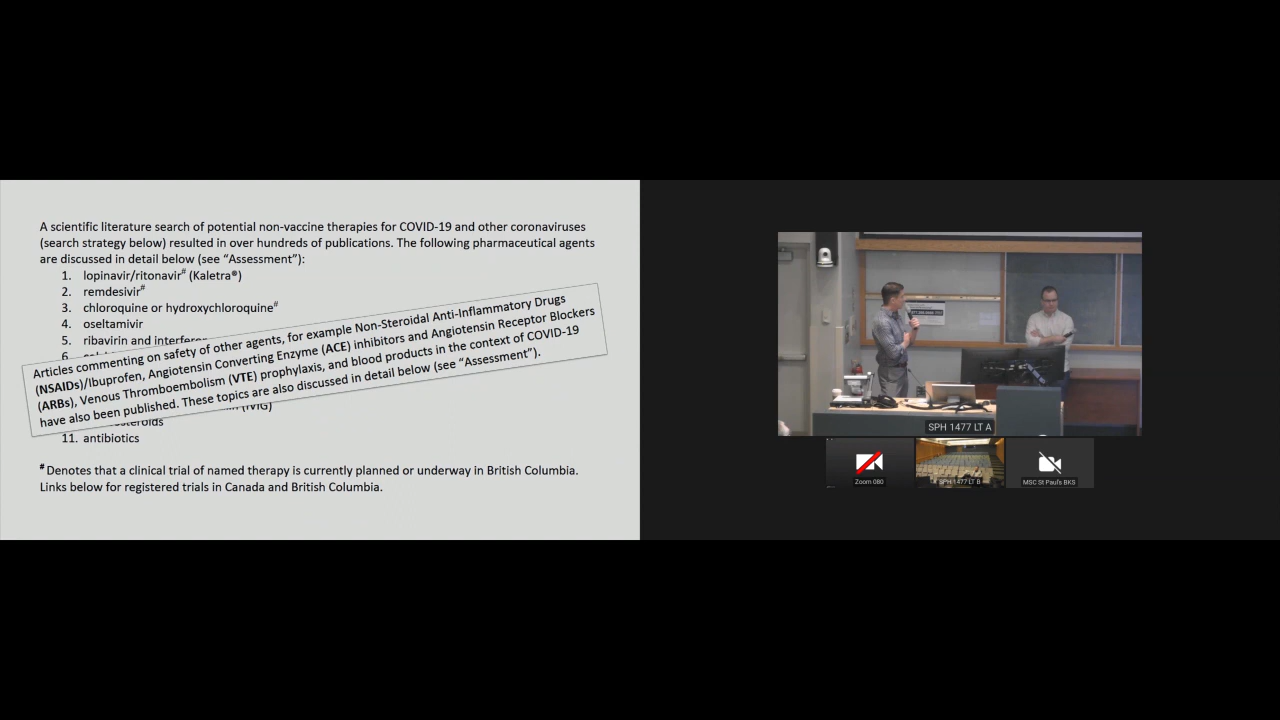 A scientific literature search of potential non-vaccine therapies for COVID-19 and other coronaviruses
(search strategy below) resulted in over hundreds of publications. The following pharmaceutical agents
are discussed in detail below (see “Assessment”):
1. lopinavir/ritonavir# (Kaletra®)
2. remdesivir#
3. chloroquine or hydroxychloroquine#
4. oseltamivir
5. ribavirin and
6.
Articles commenting on safety of other agents, for example Non-Steroidal Anti-Inflammatory Drugs
(NSAIDs)/Ibuprofen, Angiotensin Converting Enzyme (ACE) inhibitors and Angiotensin Receptor Blockers
(ARBs), Venous Thromboembolism (VTE) prophylaxis, and blood products in the context of COVID-19
have also been published. These topics are also discussed in detail below (see “Assessment”).
(IVIG)
11. antibiotics
# Denotes that a clinical trial of named therapy is currently planned or underway in British Columbia.
Links below for registered trials in Canada and British Columbia.
SPH 1477 LT A
Zoom 080
SPH 1477 LT B
MSC St Pauls BKS